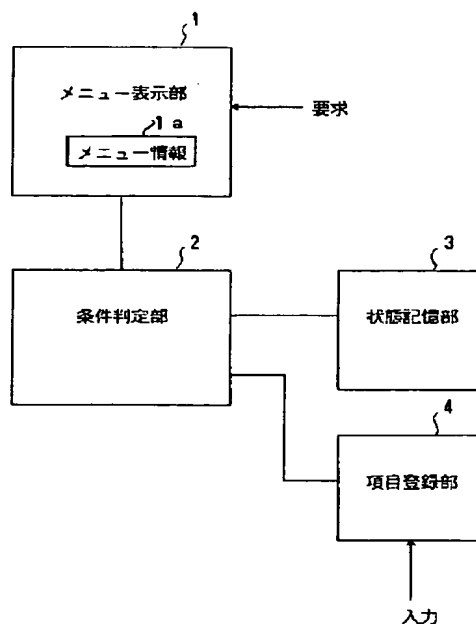 1
メニュー表示部
1a
メニュー情報
要求
2
条件判定部
3
状態記憶部
4
項目登録部
入力